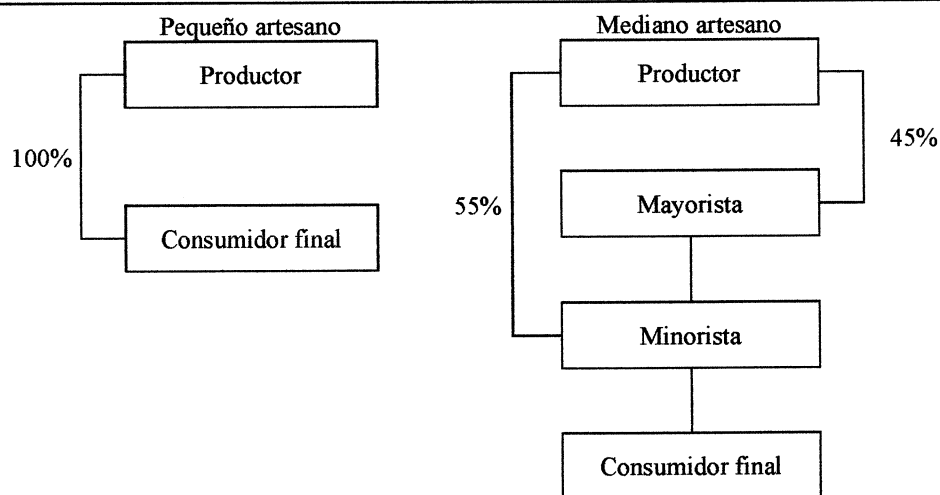 Pequeño artesano
Productor
100%
Consumidor final
Mediano artesano
Productor
45%
Mayorista
55%
Minorista
Consumidor final